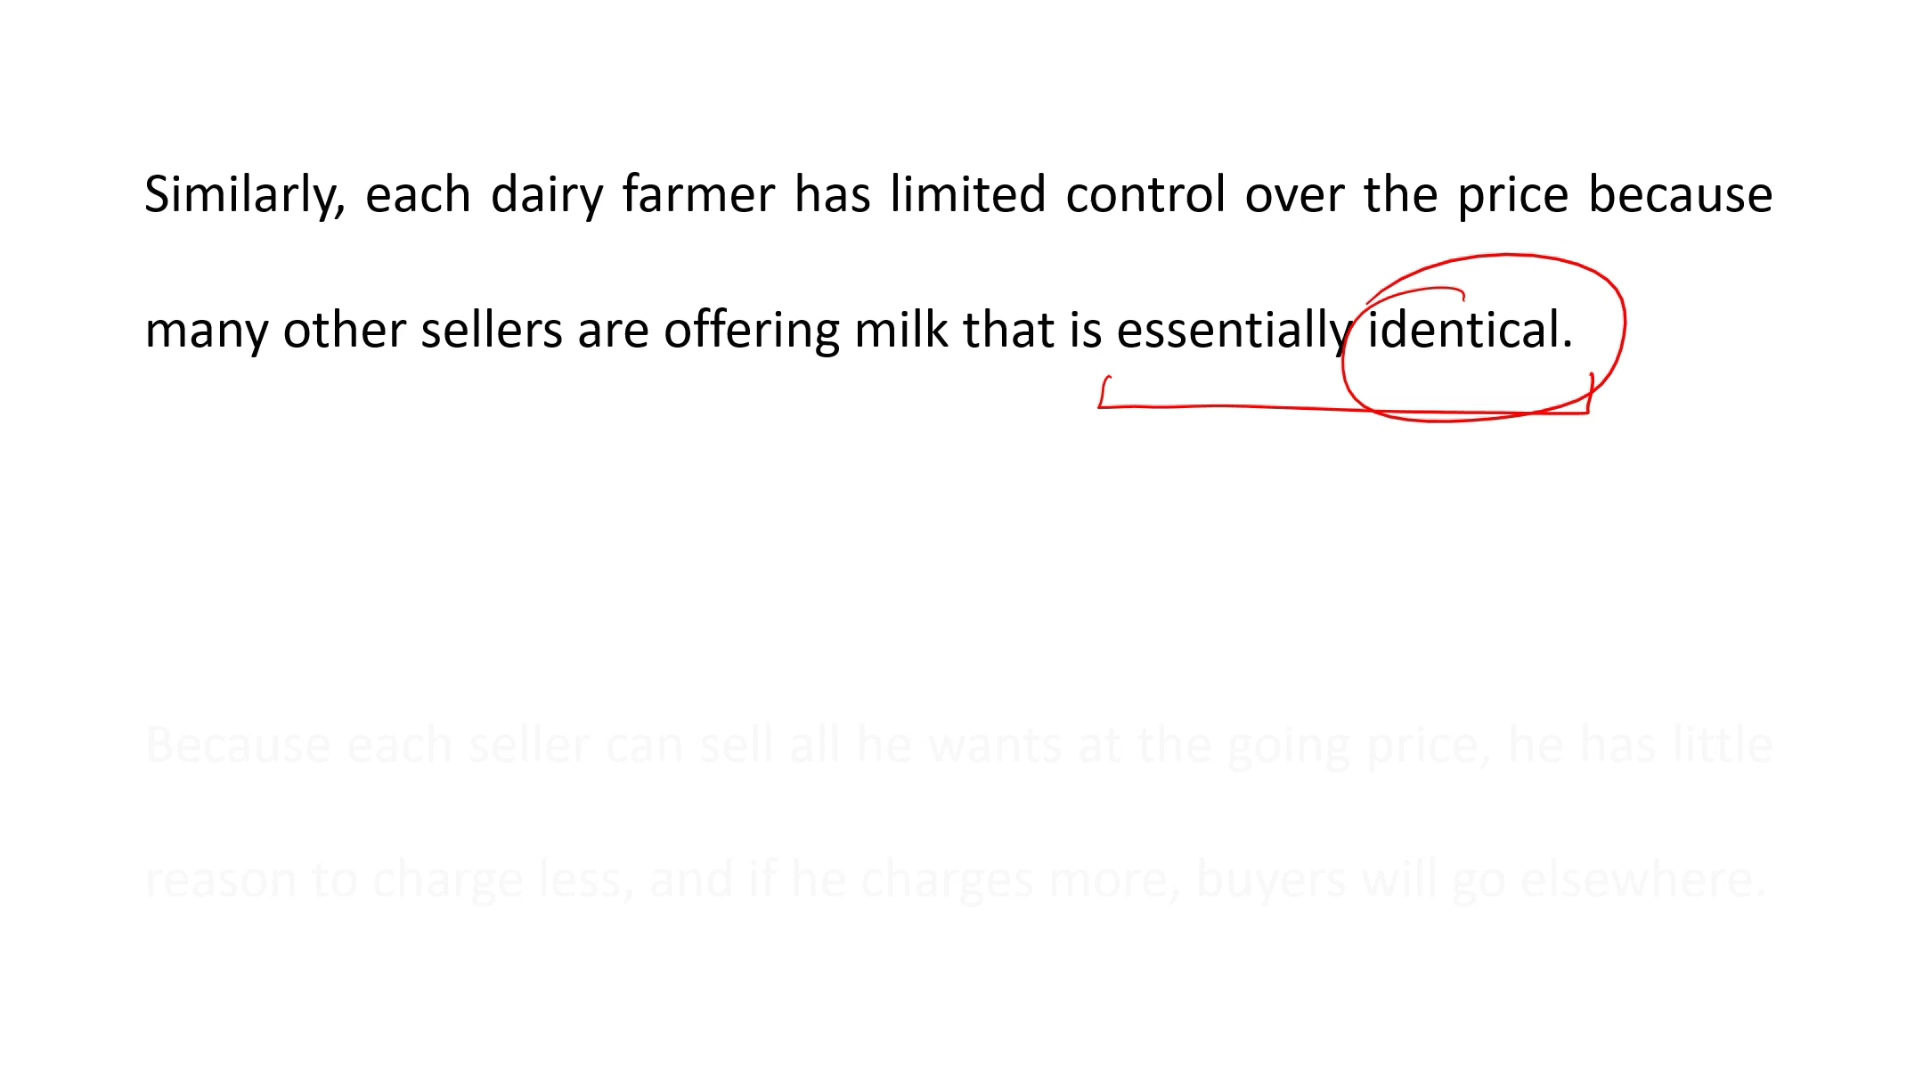 Similarly, each dairy farmer has limited control over the price because
many other sellers are offering milk that is essentially identical.
Because each seller can sell all he wants at the going price, he has little
reason to charge less, and if he charges more, buyers will go elsewhere.